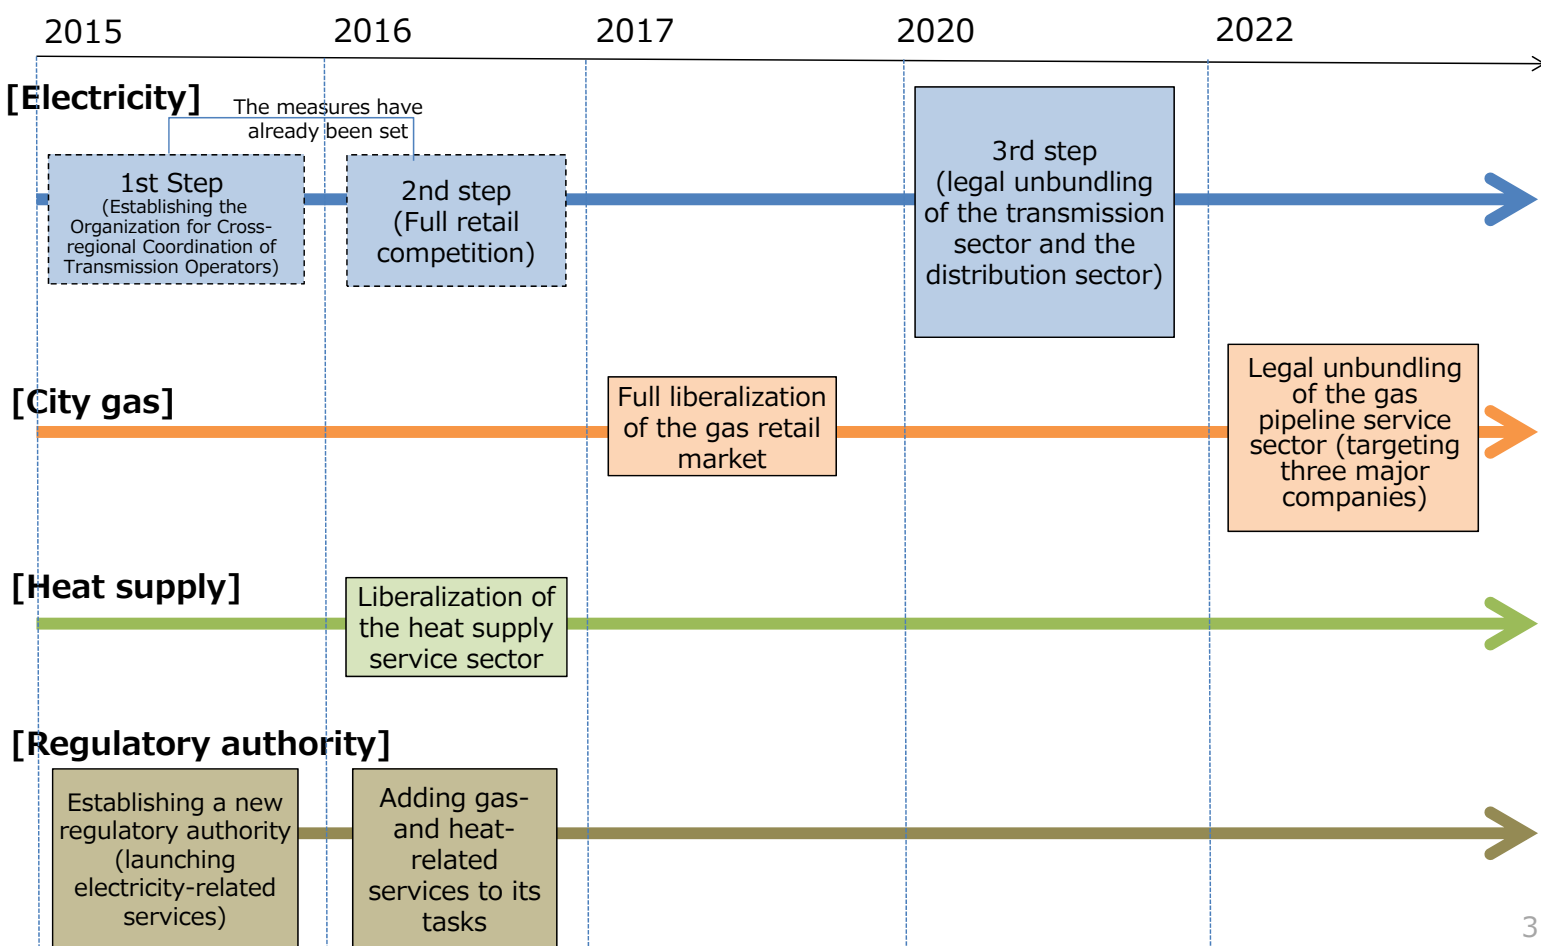 2015
2016
2017
2020
2022
[Electricity]
The measures have
already been set
1st Step
(Establishing the
Organization for Cross-
regional Coordination of
Transmission Operators)
2nd step
(Full retail
competition)
3rd step
(legal unbundling
of the transmission
sector and the
distribution sector)
[City gas]
Full liberalization
of the gas retail
market
Legal unbundling
of the gas
pipeline service
sector (targeting
three major
companies)
[Heat supply]
Liberalization of
the heat supply
service sector
[Regulatory authority]
Establishing a new
regulatory authority
(launching
electricity-related
services)
Adding gas-
and heat-
related
services to its
tasks
3